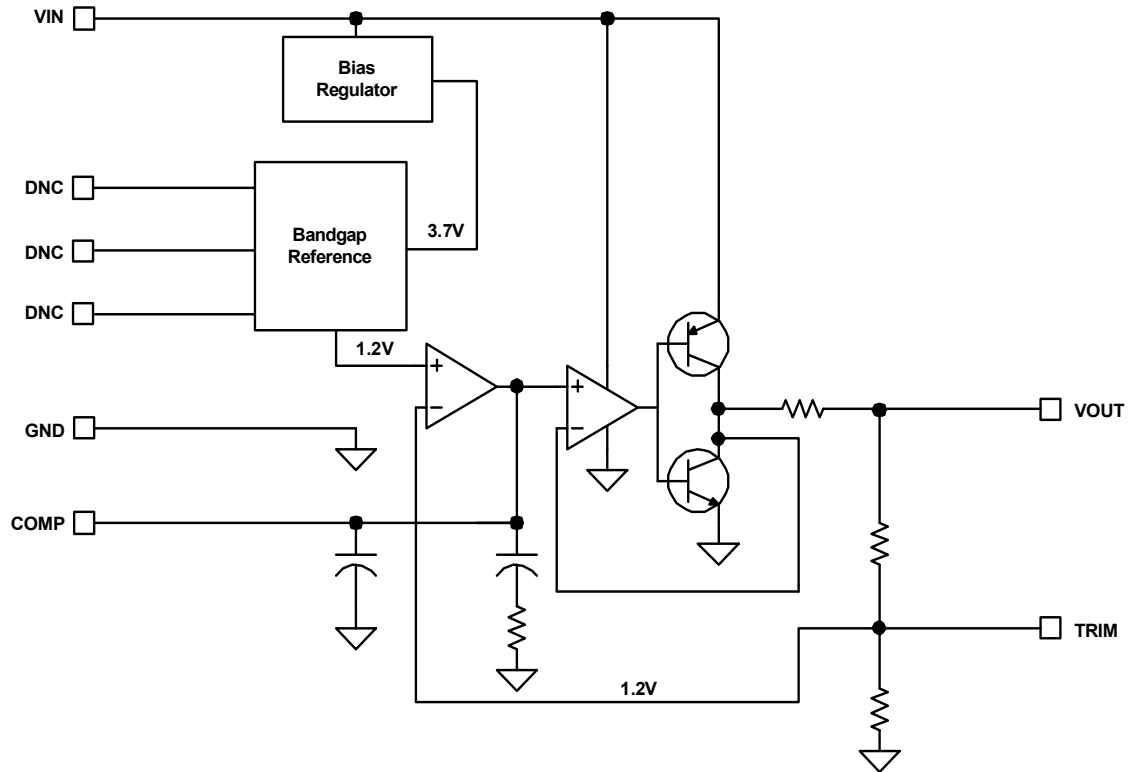 VIN
Bias
Regulator
DNC
Bandgap
Reference
3.7V
DNC
DNC
1.2V
+
−
+
−
VOUT
GND
COMP
TRIM
1.2V